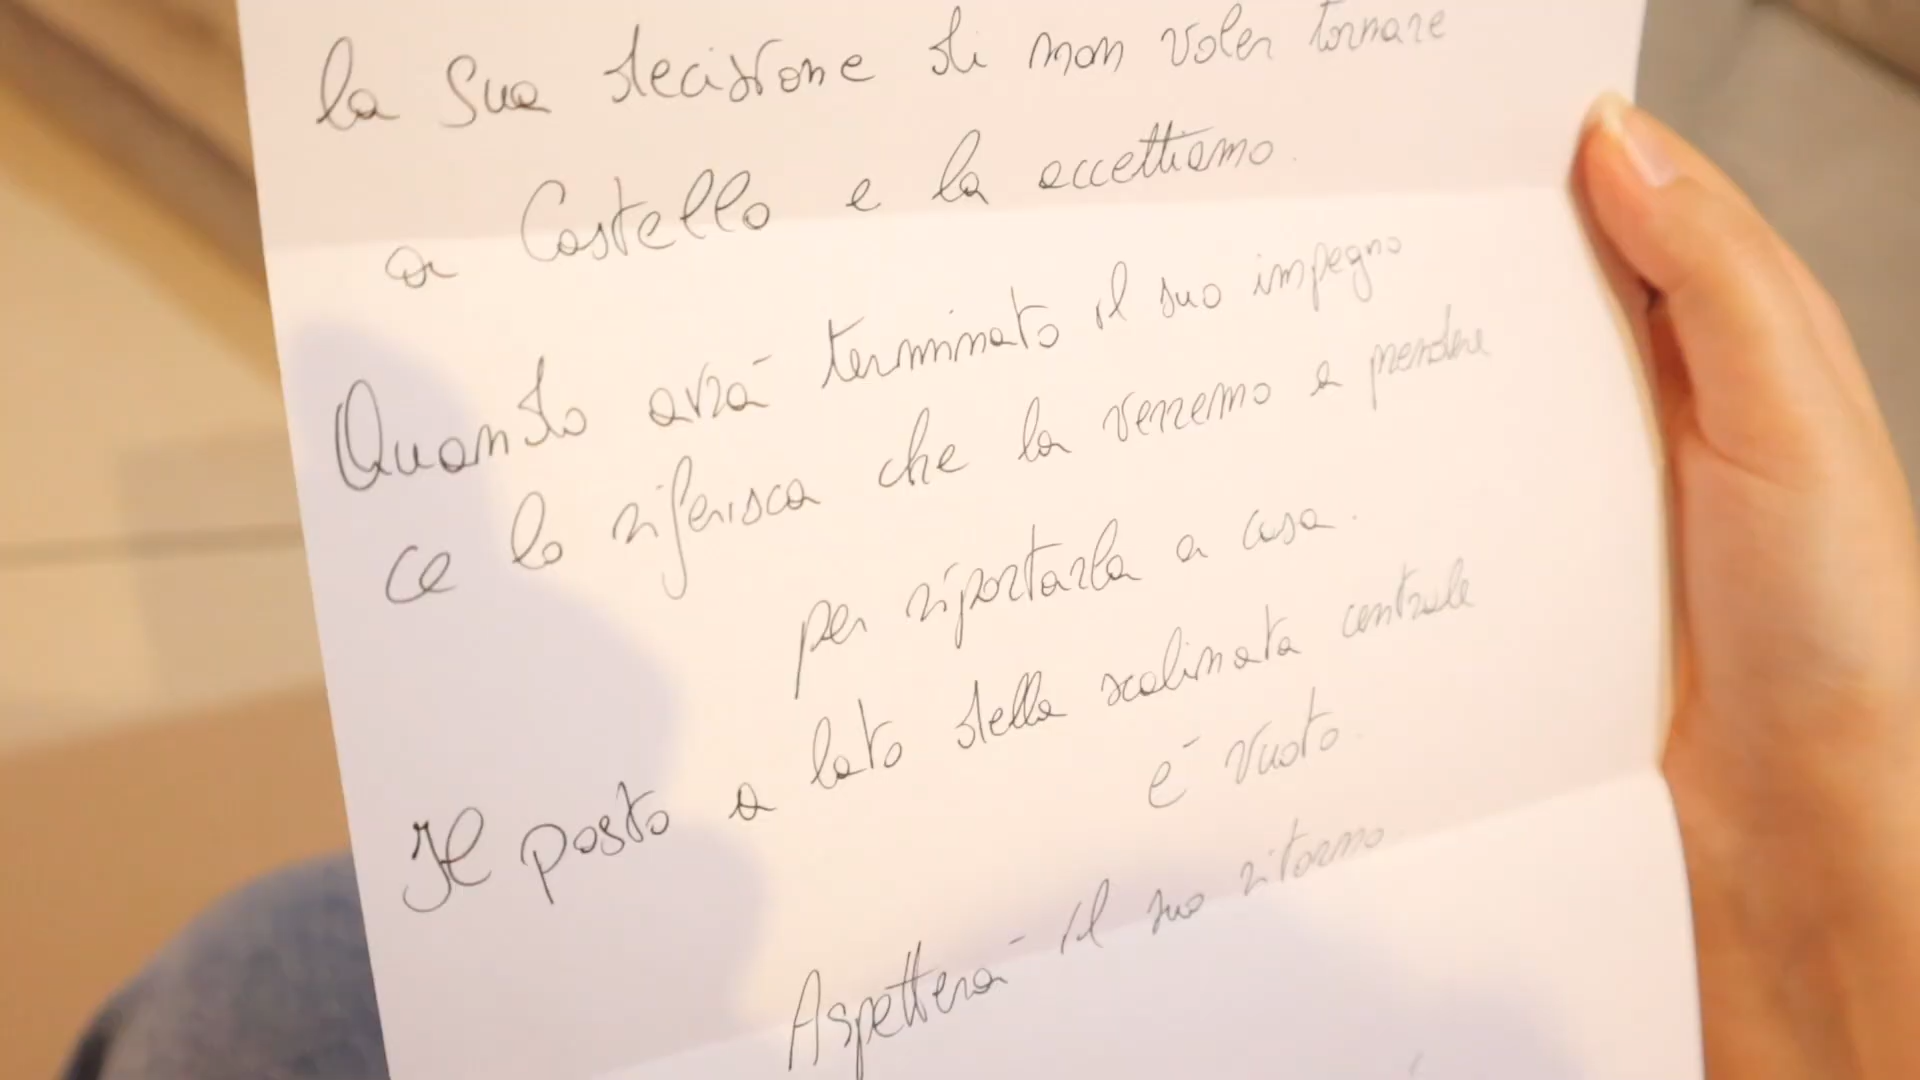 la Sua decisione di non voler tornare
a Castello e la accettiamo.
Quando avrà terminato il suo impegno
ce lo riferisca che la verremo a prendere
per riportarla a casa.
Il posto a lato della scalinata centrale
è vuoto.
Aspetterà il suo ritorno.